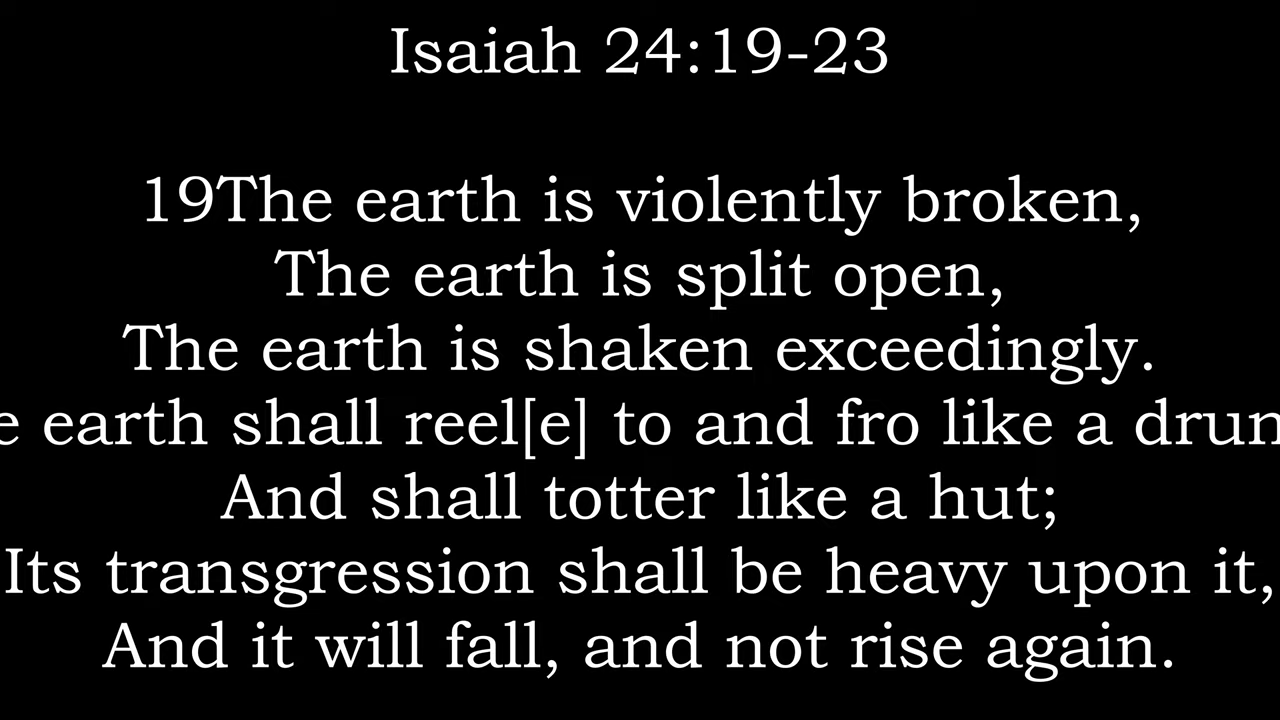 Isaiah 24:19-23
19The earth is violently broken,
The earth is split open,
The earth is shaken exceedingly.
e earth shall reel[e] to and fro like a drun
And shall totter like a hut;
Its transgression shall be heavy upon it,
And it will fall, and not rise again.